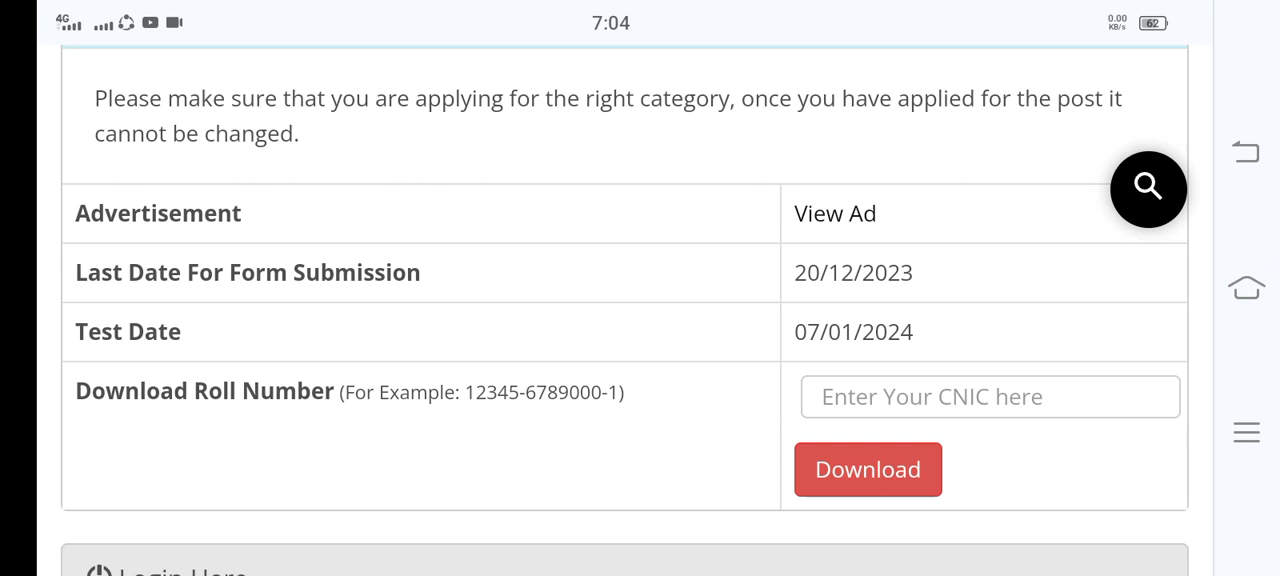 4G
7:04
0.00
KB/s
62
Please make sure that you are applying for the right category, once you have applied for the post it
cannot be changed.
Advertisement View Ad
Last Date For Form Submission 20/12/2023
Test Date 07/01/2024
Download Roll Number (For Example: 12345-6789000-1) Enter Your CNIC here
Download
Login Here